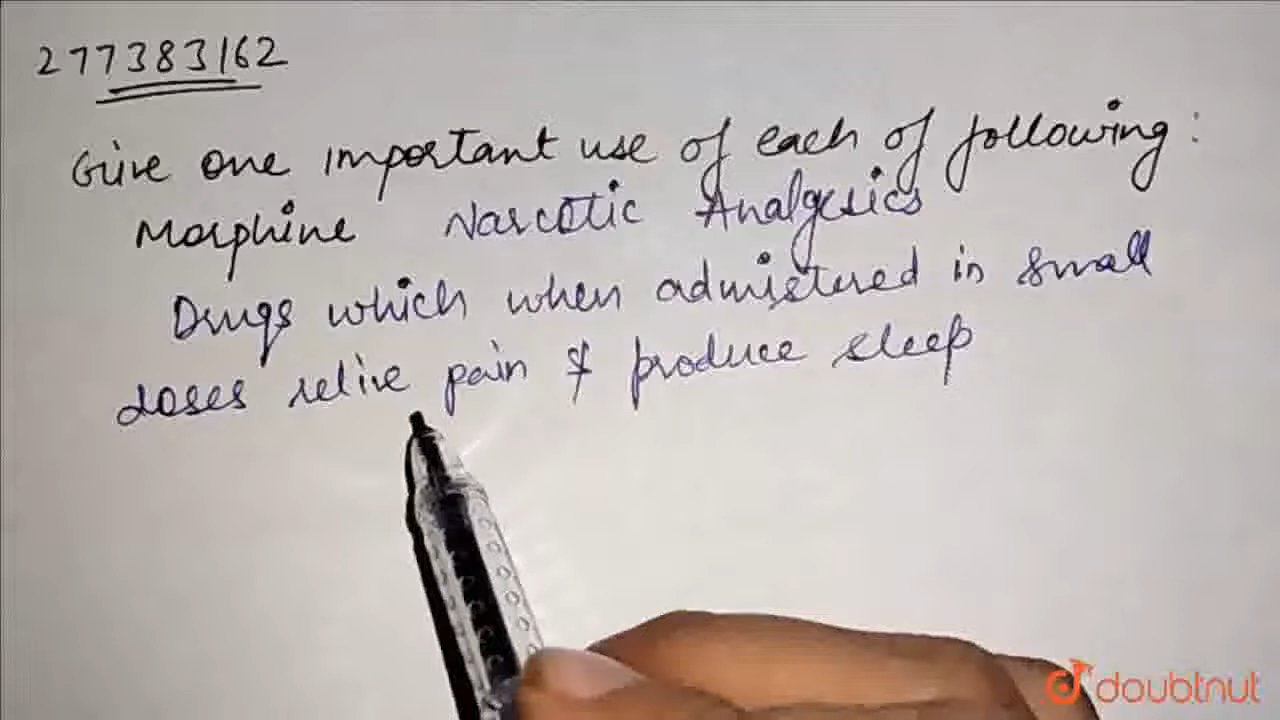 277383162
Give one important use of each of following :
Morphine Narcotic Analgesics
Drugs which when admistered in small
doses relive pain & produce sleep
doubtnut